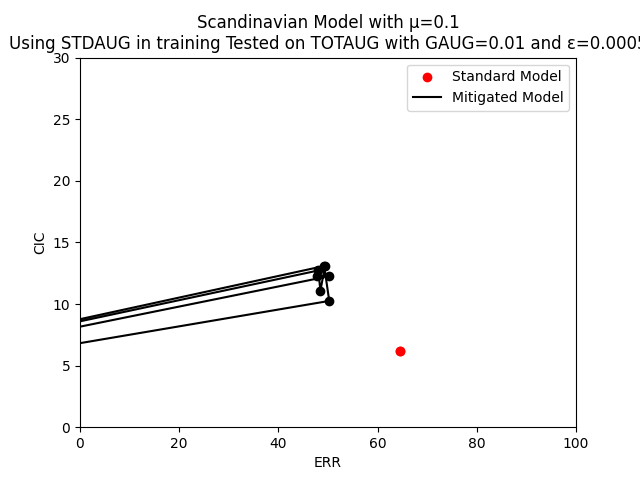 Scandinavian Model with μ=0.1
Using STDAUG in training Tested on TOTAUG with GAUG=0.01 and ε=0.0005
Standard Model
Mitigated Model
30
25
20
15
10
5
0
CIC
0 20 40 60 80 100
ERR